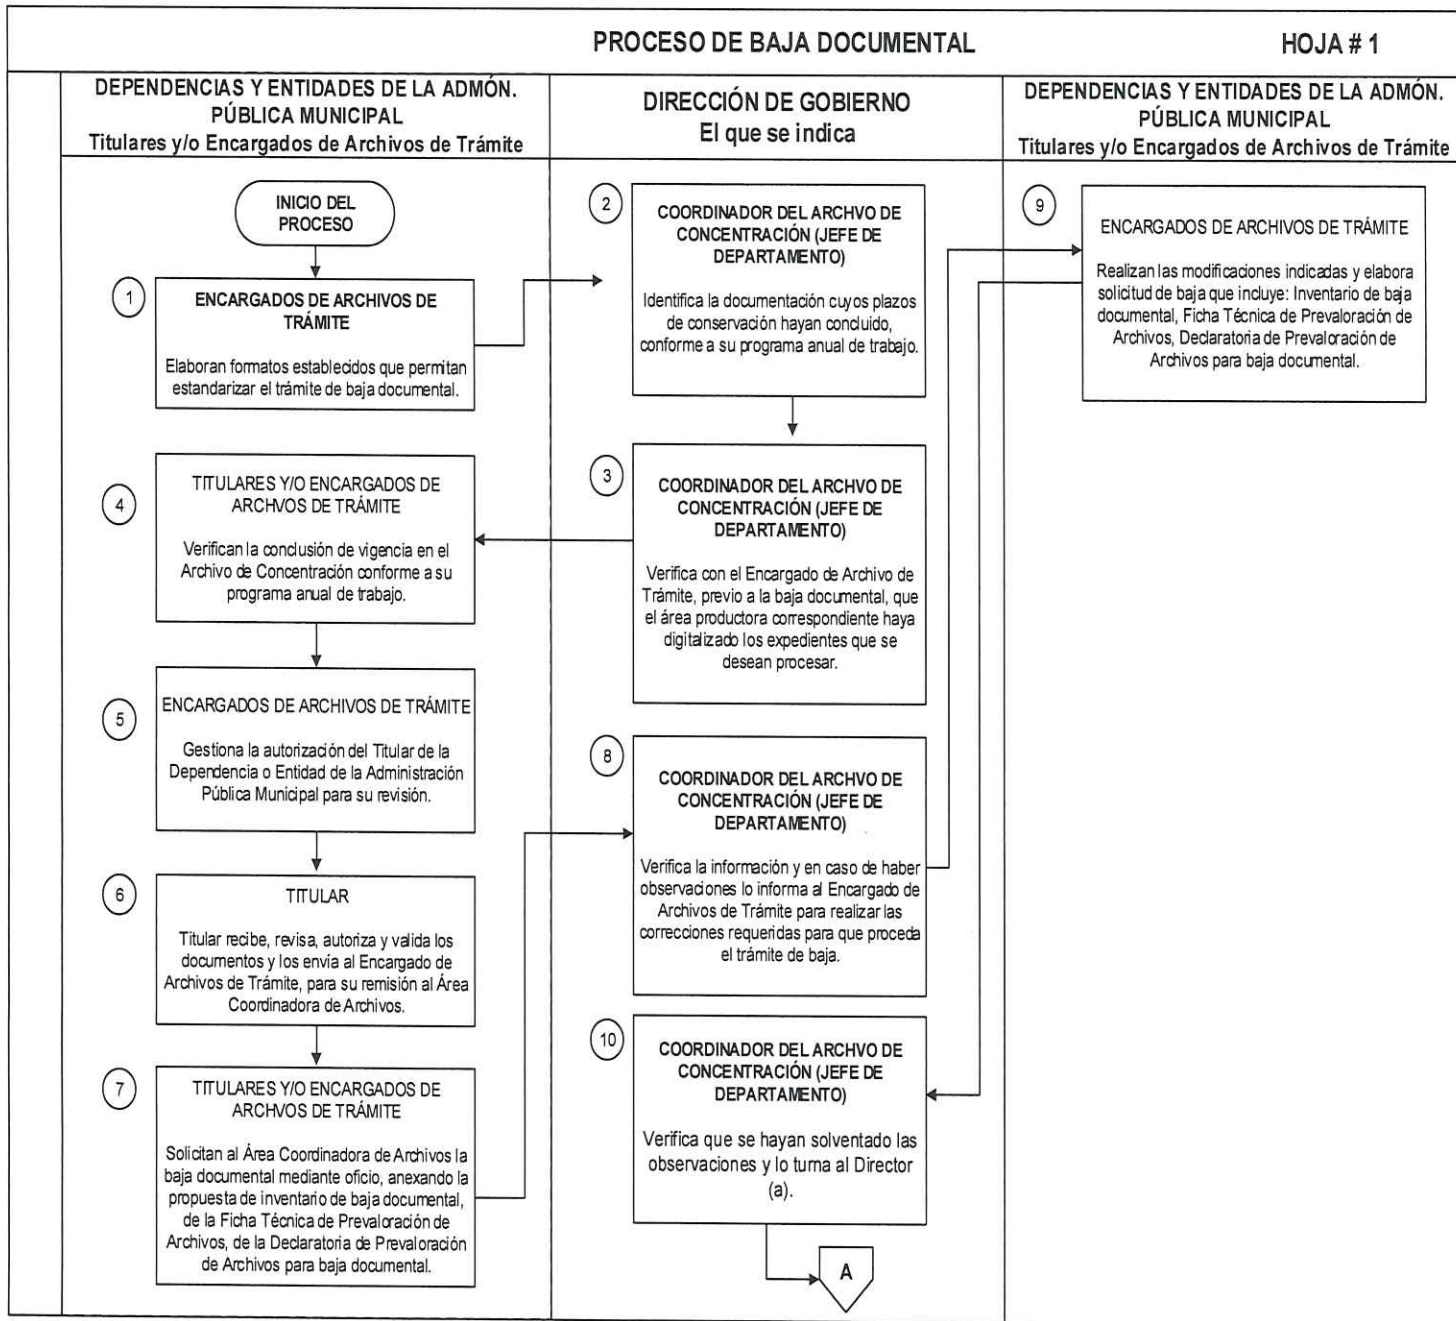 PROCESO DE BAJA DOCUMENTAL
HOJA # 1
DEPENDENCIAS Y ENTIDADES DE LA ADMÓN.
PÚBLICA MUNICIPAL
Titulares y/o Encargados de Archivos de Trámite
DIRECCIÓN DE GOBIERNO
El que se indica
DEPENDENCIAS Y ENTIDADES DE LA ADMÓN.
PÚBLICA MUNICIPAL
Titulares y/o Encargados de Archivos de Trámite
INICIO DEL
PROCESO
1
ENCARGADOS DE ARCHIVOS DE
TRÁMITE
Elaboran formatos establecidos que permitan
estandarizar el trámite de baja documental.
2
COORDINADOR DEL ARCHVO DE
CONCENTRACIÓN (JEFE DE
DEPARTAMENTO)
Identifica la documentación cuyos plazos
de conservación hayan concluido,
conforme a su programa anual de trabajo.
3
COORDINADOR DEL ARCHVO DE
CONCENTRACIÓN (JEFE DE
DEPARTAMENTO)
Verifica con el Encargado de Archivo de
Trámite, previo a la baja documental, que
el área productora correspondiente haya
digitalizado los expedientes que se
desean procesar.
4
TITULARES Y/O ENCARGADOS DE
ARCHVOS DE TRÁMITE
Verifican la conclusión de vigencia en el
Archivo de Concentración conforme a su
programa anual de trabajo.
5
ENCARGADOS DE ARCHIVOS DE TRÁMITE
Gestiona la autorización del Titular de la
Dependencia o Entidad de la Administración
Pública Municipal para su revisión.
6
TITULAR
Titular recibe, revisa, autoriza y valida los
documentos y los envía al Encargado de
Archivos de Trámite, para su remisión al Área
Coordinadora de Archivos.
7
TITULARES Y/O ENCARGADOS DE
ARCHVOS DE TRÁMITE
Solicitan al Área Coordinadora de Archivos la
baja documental mediante oficio, anexando la
propuesta de inventario de baja documental,
de la Ficha Técnica de Prevaloración de
Archivos, de la Declaratoria de Prevaloración
de Archivos para baja documental.
8
COORDINADOR DEL ARCHVO DE
CONCENTRACIÓN (JEFE DE
DEPARTAMENTO)
Verifica la información y en caso de haber
observaciones lo informa al Encargado de
Archivos de Trámite para realizar las
correcciones requeridas para que proceda
el trámite de baja.
9
ENCARGADOS DE ARCHIVOS DE TRÁMITE
Realizan las modificaciones indicadas y elabora
solicitud de baja que incluye: Inventario de baja
documental, Ficha Técnica de Prevaloración de
Archivos, Declaratoria de Prevaloración de
Archivos para baja documental.
10
COORDINADOR DEL ARCHVO DE
CONCENTRACIÓN (JEFE DE
DEPARTAMENTO)
Verifica que se hayan solventado las
observaciones y lo turna al Director
(a).
A